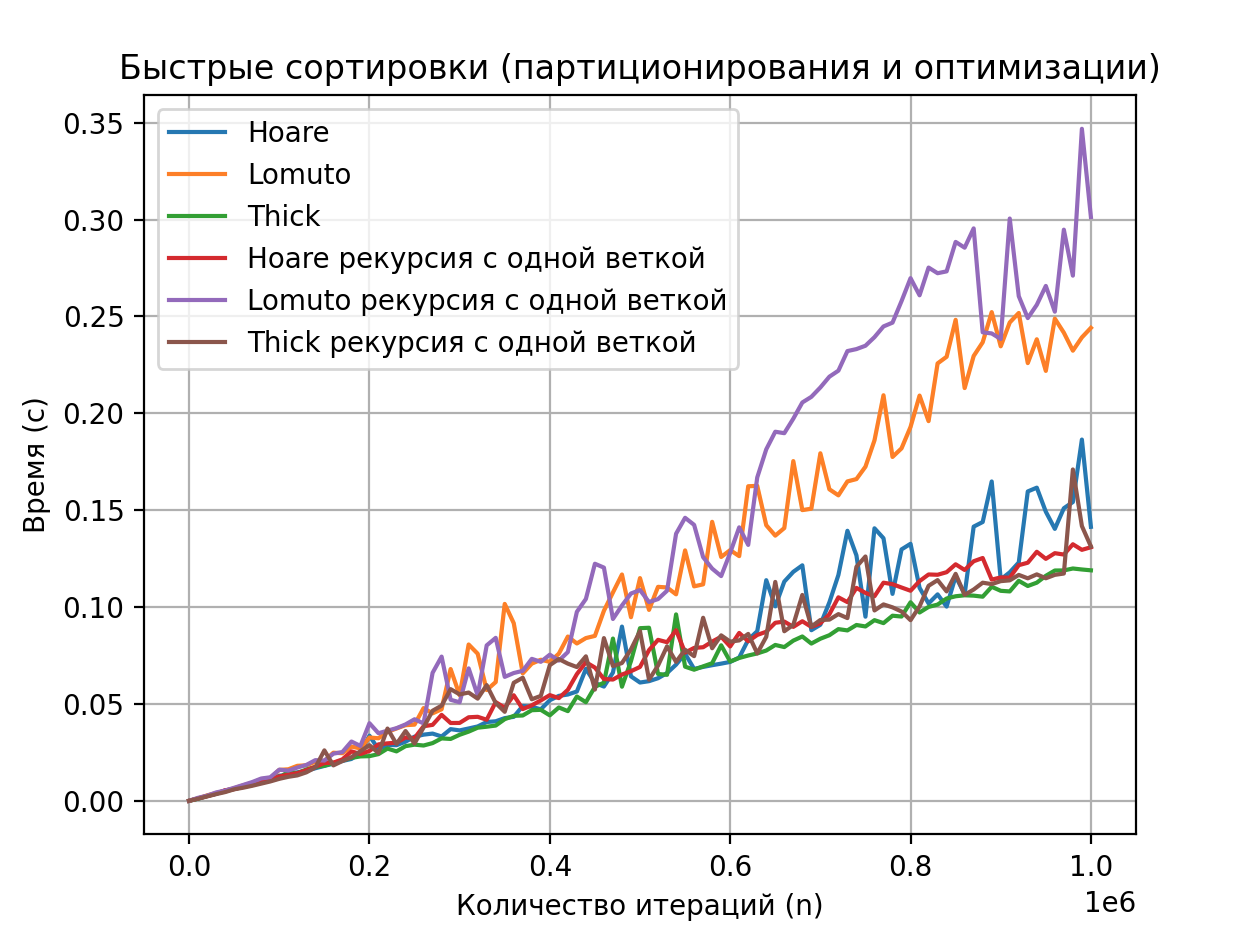 Быстрые сортировки (партиционирования и оптимизации)
0.35
0.30
0.25
0.20
0.15
0.10
0.05
0.00
Время (с)
Hoare
Lomuto
Thick
Hoare рекурсия с одной веткой
Lomuto рекурсия с одной веткой
Thick рекурсия с одной веткой
0.0 0.2 0.4 0.6 0.8 1.0
1e6
Количество итераций (n)